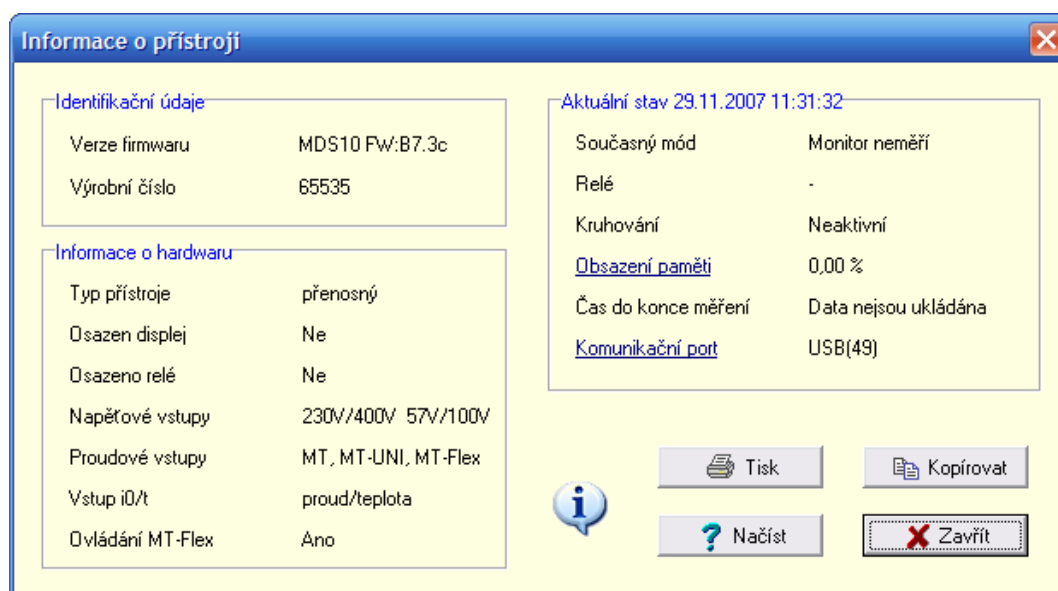 Informace o přístroji
Identifikační údaje
Verze firmwaru MDS10 FW:B7.3c
Výrobní číslo 65535
Informace o hardwaru
Typ přístroje přenosný
Osazen displej Ne
Osazeno relé Ne
Napěťové vstupy 230V/400V 57V/100V
Proudové vstupy MT, MT-UNI, MT-Flex
Vstup i0/t proud/teplota
Ovládání MT-Flex Ano
Aktuální stav 29.11.2007 11:31:32
Současný mód Monitor neměří
Relé -
Kruhování Neaktivní
Obsazení paměti 0,00 %
Čas do konce měření Data nejsou ukládána
Komunikační port USB(49)
Tisk Kopírovat
Načíst Zavřít